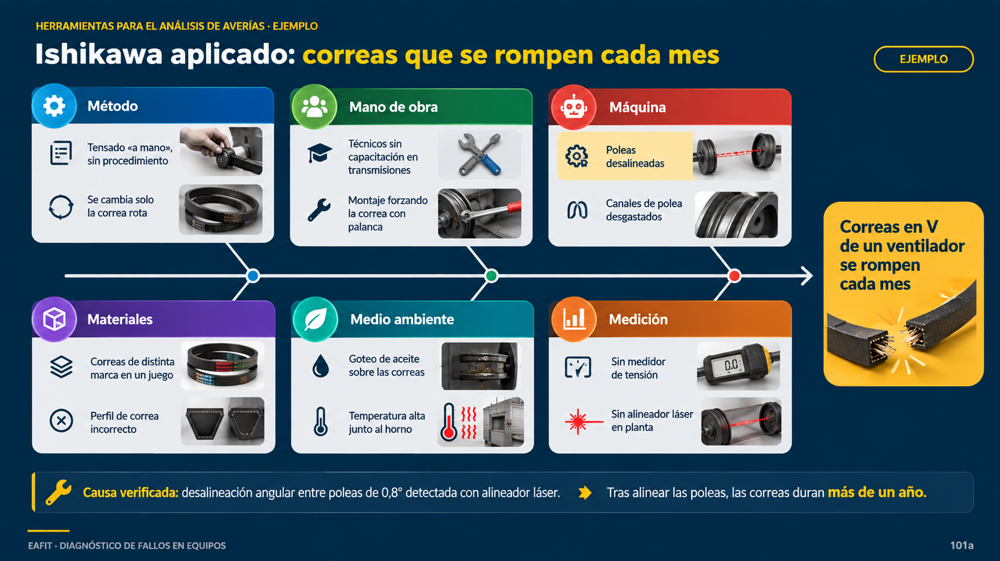 HERRAMIENTAS PARA EL ANÁLISIS DE AVERÍAS · EJEMPLO
Ishikawa aplicado: correas que se rompen cada mes
EJEMPLO
Método
Tensado «a mano»,
sin procedimiento
Se cambia solo
la correa rota
Mano de obra
Técnicos sin
capacitación en
transmisiones
Montaje forzando
la correa con
palanca
Máquina
Poleas
desalineadas
Canales de polea
desgastados
Correas en V
de un ventilador
se rompen
cada mes
Materiales
Correas de distinta
marca en un juego
Perfil de correa
incorrecto
Medio ambiente
Goteo de aceite
sobre las correas
Temperatura alta
junto al horno
Medición
Sin medidor
de tensión
0.0
Sin alineador láser
en planta
Causa verificada: desalineación angular entre poleas de 0,8° detectada con alineador láser.
Tras alinear las poleas, las correas duran más de un año.
EAFIT · DIAGNÓSTICO DE FALLOS EN EQUIPOS
101a